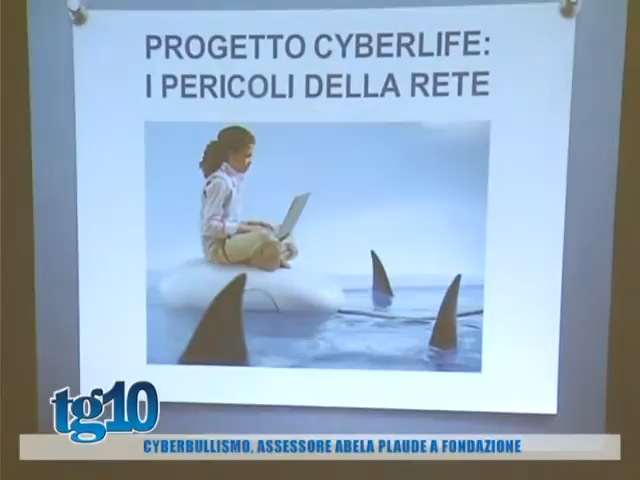 PROGETTO CYBERLIFE:
I PERICOLI DELLA RETE
tg10
CYBERBULLISMO, ASSESSORE ABELA PLAUDE A FONDAZIONE